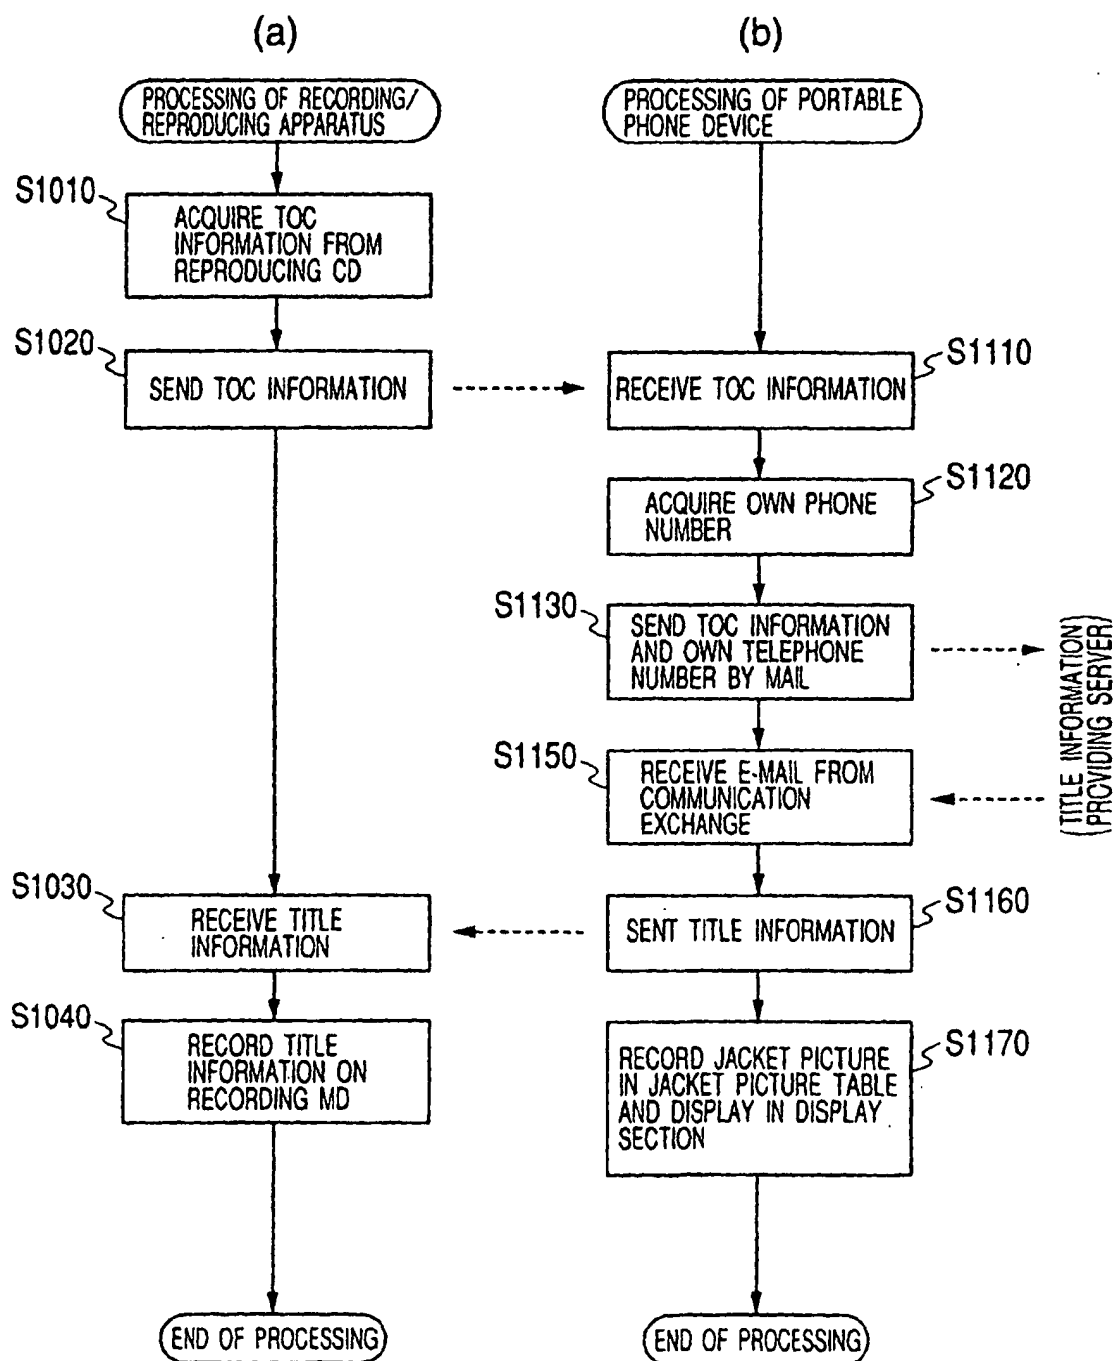 (a)
PROCESSING OF RECORDING/
REPRODUCING APPARATUS
S1010
ACQUIRE TOC
INFORMATION FROM
REPRODUCING CD
S1020
SEND TOC INFORMATION
S1030
RECEIVE TITLE
INFORMATION
S1040
RECORD TITLE
INFORMATION ON
RECORDING MD
END OF PROCESSING
(b)
PROCESSING OF PORTABLE
PHONE DEVICE
S1110
RECEIVE TOC INFORMATION
S1120
ACQUIRE OWN PHONE
NUMBER
S1130
SEND TOC INFORMATION
AND OWN TELEPHONE
NUMBER BY MAIL
S1150
RECEIVE E-MAIL FROM
COMMUNICATION
EXCHANGE
S1160
SENT TITLE INFORMATION
S1170
RECORD JACKET PICTURE
IN JACKET PICTURE TABLE
AND DISPLAY IN DISPLAY
SECTION
END OF PROCESSING
(TITLE INFORMATION
PROVIDING SERVER)